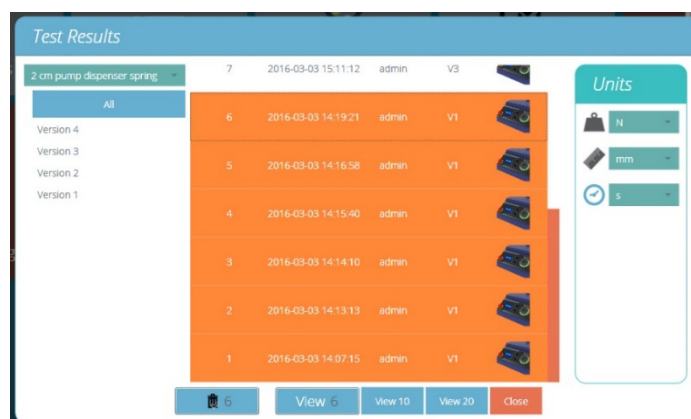 Test Results
2 cm pump dispenser spring
All
Version 4
Version 3
Version 2
Version 1
7 2016-03-03 15:11:12 admin V3
6 2016-03-03 14:19:21 admin V1
5 2016-03-03 14:16:58 admin V1
4 2016-03-03 14:15:40 admin V1
3 2016-03-03 14:14:10 admin V1
2 2016-03-03 14:13:13 admin V1
1 2016-03-03 14:07:15 admin V1
Units
N
mm
s
6 View 6 View 10 View 20 Close